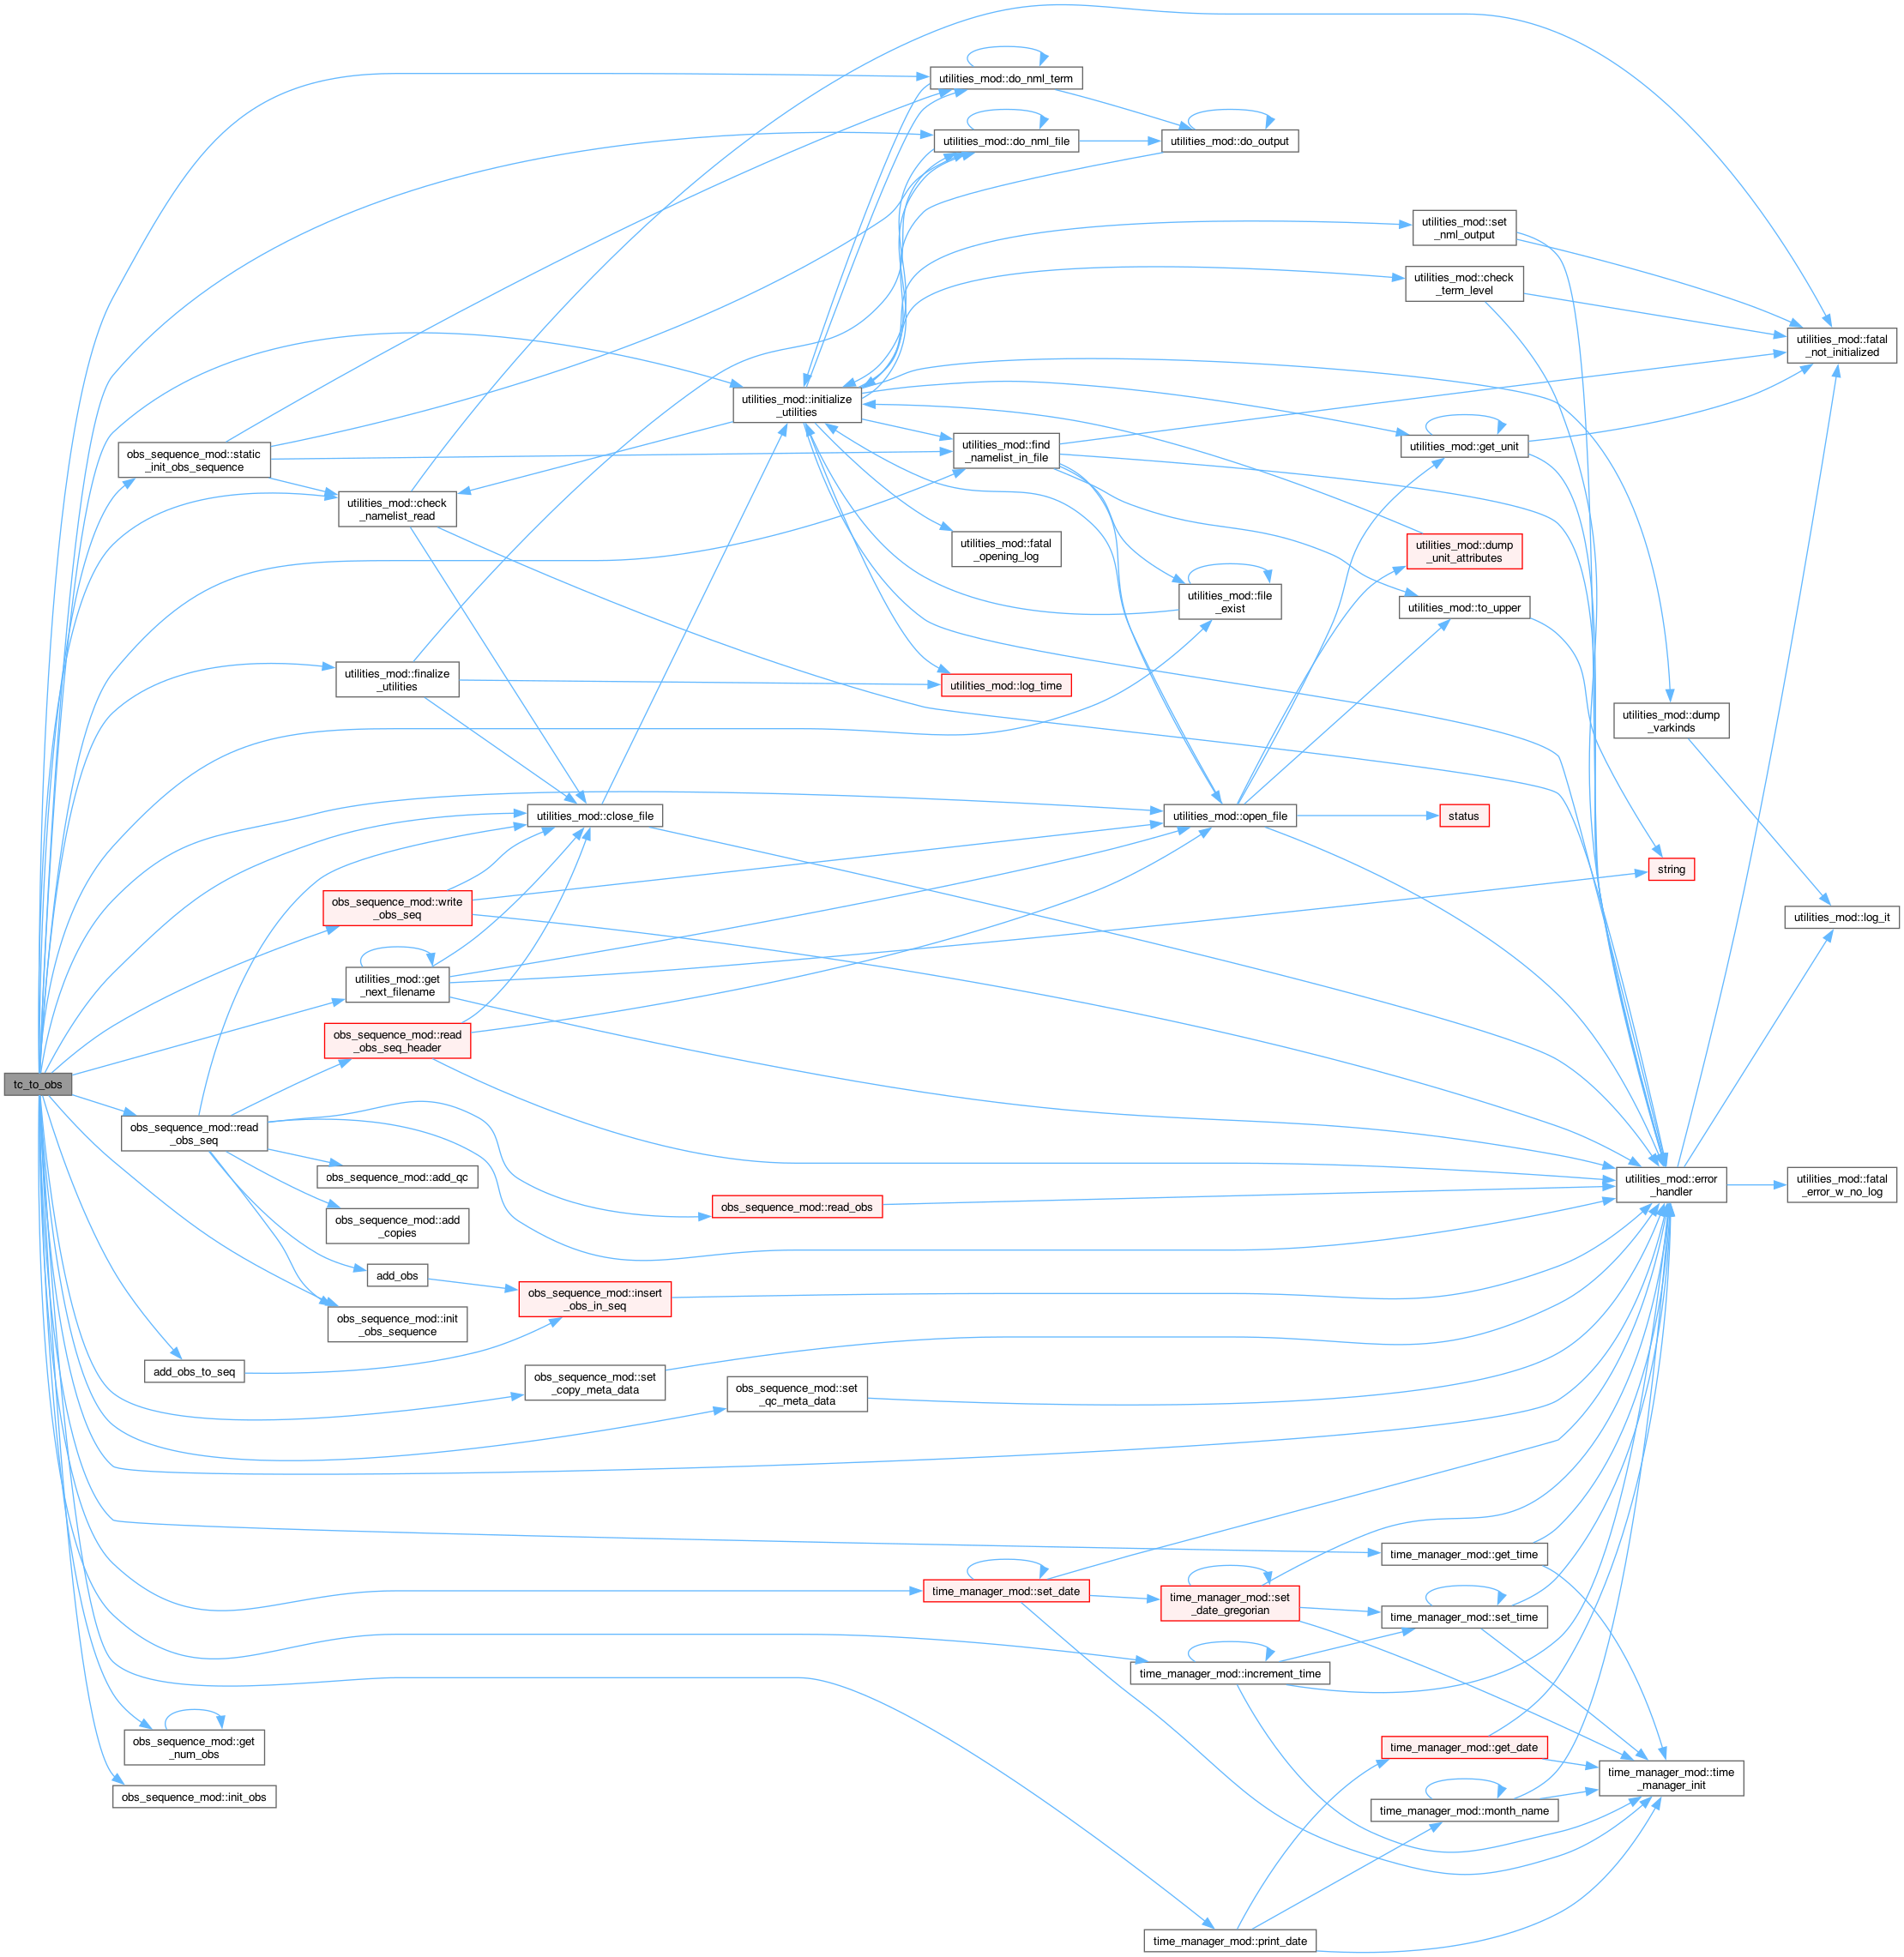 utilities_mod::do_nml_term
utilities_mod::do_nml_file
utilities_mod::do_output
utilities_mod::set
_nml_output
utilities_mod::check
_term_level
utilities_mod::fatal
_not_initialized
utilities_mod::initialize
_utilities
utilities_mod::find
_namelist_in_file
utilities_mod::get_unit
obs_sequence_mod::static
_init_obs_sequence
utilities_mod::check
_namelist_read
utilities_mod::fatal
_opening_log
utilities_mod::dump
_unit_attributes
utilities_mod::file
_exist
utilities_mod::to_upper
utilities_mod::finalize
_utilities
utilities_mod::log_time
utilities_mod::dump
_varkinds
utilities_mod::close_file
utilities_mod::open_file
status
string
obs_sequence_mod::write
_obs_seq
utilities_mod::log_it
utilities_mod::get
_next_filename
obs_sequence_mod::read
_obs_seq_header
tc_to_obs
obs_sequence_mod::read
_obs_seq
obs_sequence_mod::add_qc
utilities_mod::error
_handler
utilities_mod::fatal
_error_w_no_log
obs_sequence_mod::read_obs
obs_sequence_mod::add
_copies
add_obs
obs_sequence_mod::insert
_obs_in_seq
obs_sequence_mod::init
_obs_sequence
add_obs_to_seq
obs_sequence_mod::set
_copy_meta_data
obs_sequence_mod::set
_qc_meta_data
time_manager_mod::get_time
time_manager_mod::set_date
time_manager_mod::set
_date_gregorian
time_manager_mod::set_time
time_manager_mod::increment_time
obs_sequence_mod::get
_num_obs
time_manager_mod::get_date
time_manager_mod::time
_manager_init
obs_sequence_mod::init_obs
time_manager_mod::month_name
time_manager_mod::print_date